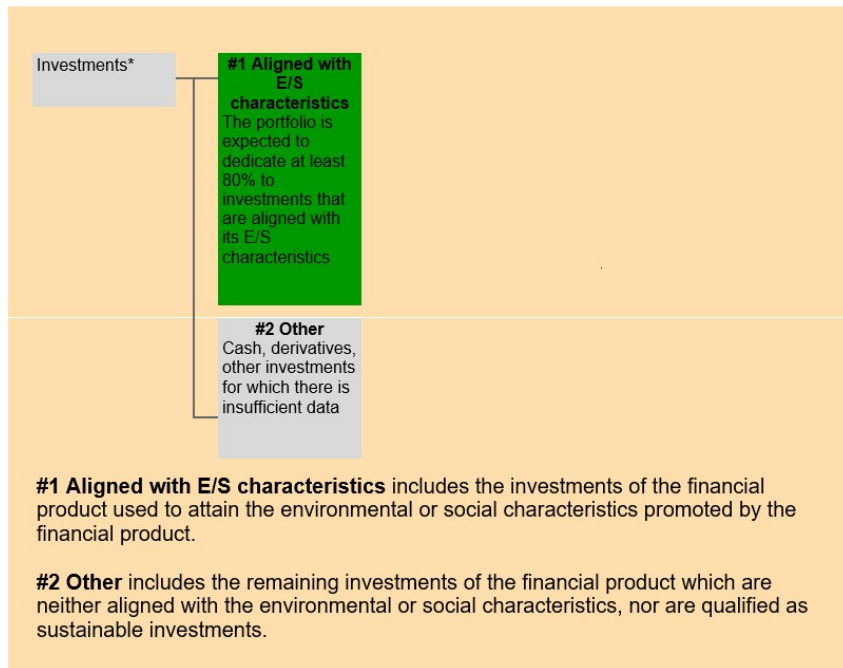 Investments*
#1 Aligned with
E/S
characteristics
The portfolio is
expected to
dedicate at least
80% to
investments that
are aligned with
its E/S
characteristics
#2 Other
Cash, derivatives,
other investments
for which there is
insufficient data
#1 Aligned with E/S characteristics includes the investments of the financial
product used to attain the environmental or social characteristics promoted by the
financial product.
#2 Other includes the remaining investments of the financial product which are
neither aligned with the environmental or social characteristics, nor are qualified as
sustainable investments.